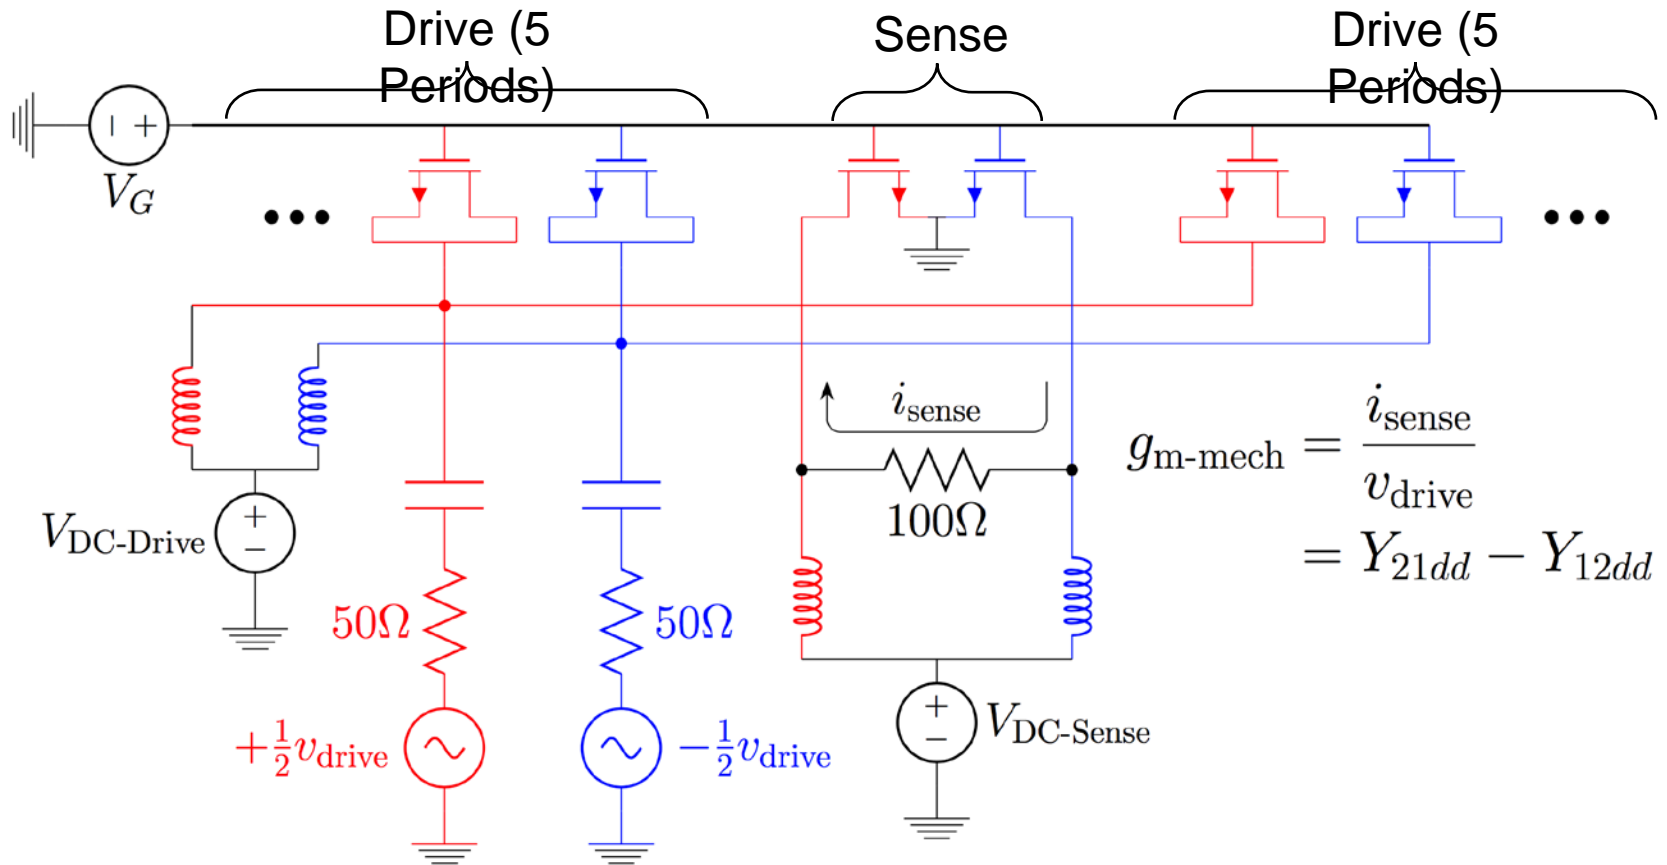 Drive (5
Periods)
Sense
Drive (5
Periods)
V_G
• • •
• • •
i_sense
100Ω
g_m-mech = i_sense / v_drive
= Y_21dd − Y_12dd
V_DC-Drive
50Ω
50Ω
V_DC-Sense
+½v_drive
−½v_drive